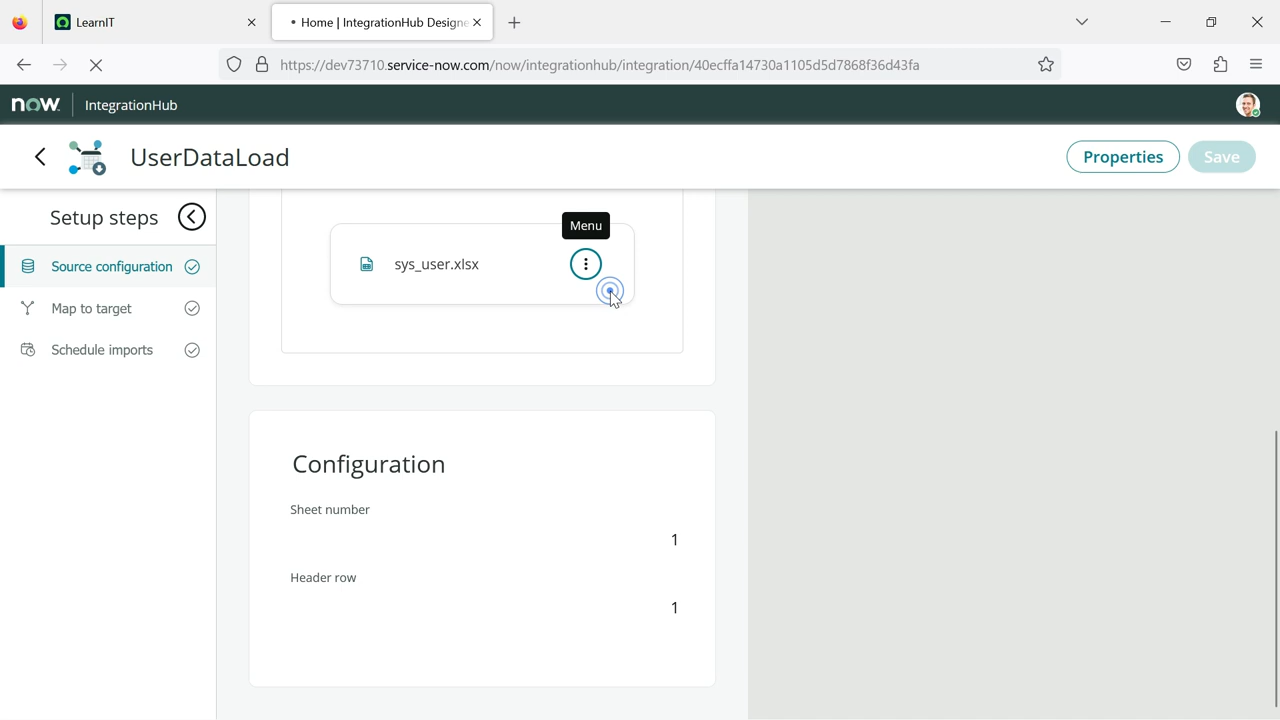 LearnIT
Home | IntegrationHub Designe
https://dev73710.service-now.com/now/integrationhub/integration/40ecffa14730a1105d5d7868f36d43fa
now
IntegrationHub
UserDataLoad
Properties
Save
Setup steps
Source configuration
Map to target
Schedule imports
Menu
sys_user.xlsx
Configuration
Sheet number
1
Header row
1